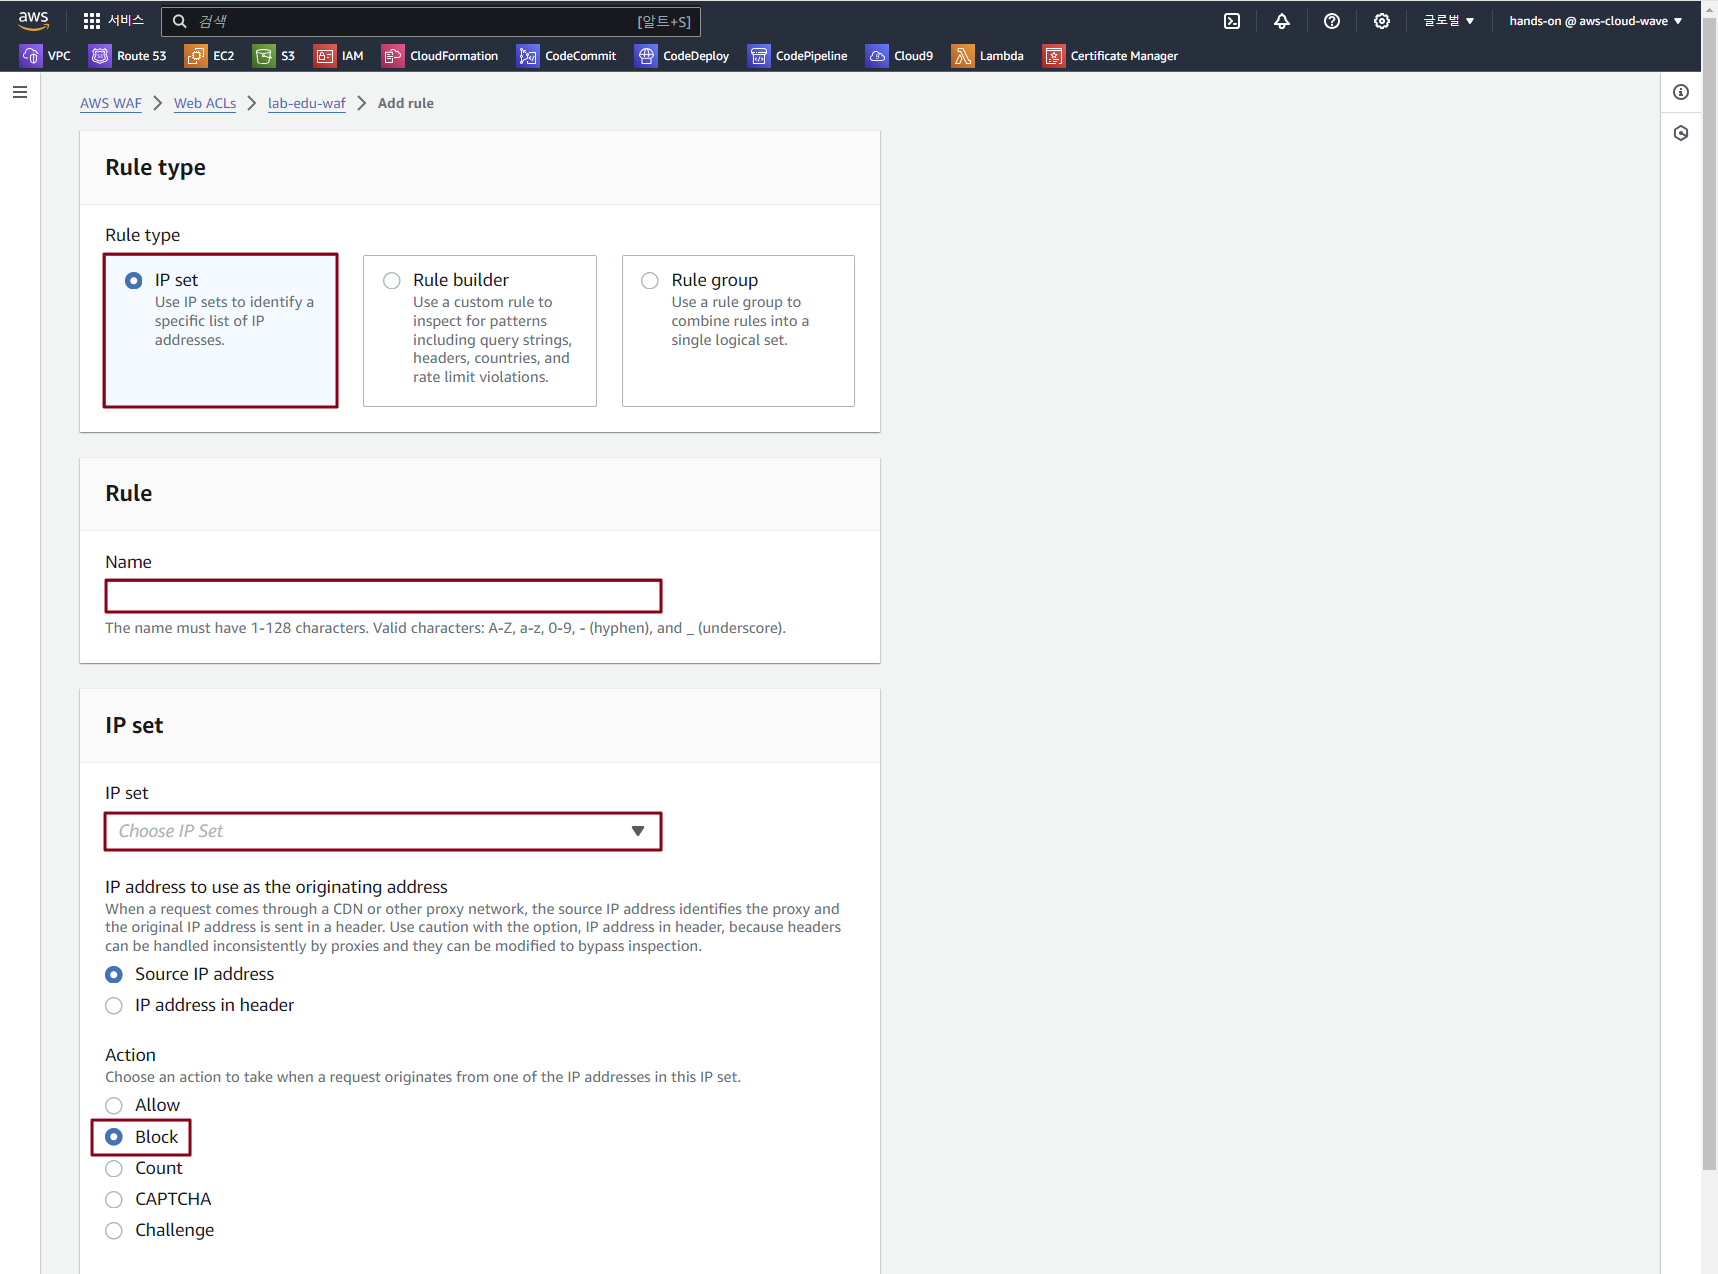 aws 서비스 검색 [알트+S] 글로벌 ▼ hands-on @ aws-cloud-wave ▼
VPC Route 53 EC2 S3 IAM CloudFormation CodeCommit CodeDeploy CodePipeline Cloud9 Lambda Certificate Manager
AWS WAF > Web ACLs > lab-edu-waf > Add rule
Rule type
Rule type
IP set
Use IP sets to identify a
specific list of IP
addresses.
Rule builder
Use a custom rule to
inspect for patterns
including query strings,
headers, countries, and
rate limit violations.
Rule group
Use a rule group to
combine rules into a
single logical set.
Rule
Name
The name must have 1-128 characters. Valid characters: A-Z, a-z, 0-9, - (hyphen), and _ (underscore).
IP set
IP set
Choose IP Set
IP address to use as the originating address
When a request comes through a CDN or other proxy network, the source IP address identifies the proxy and
the original IP address is sent in a header. Use caution with the option, IP address in header, because headers
can be handled inconsistently by proxies and they can be modified to bypass inspection.
Source IP address
IP address in header
Action
Choose an action to take when a request originates from one of the IP addresses in this IP set.
Allow
Block
Count
CAPTCHA
Challenge